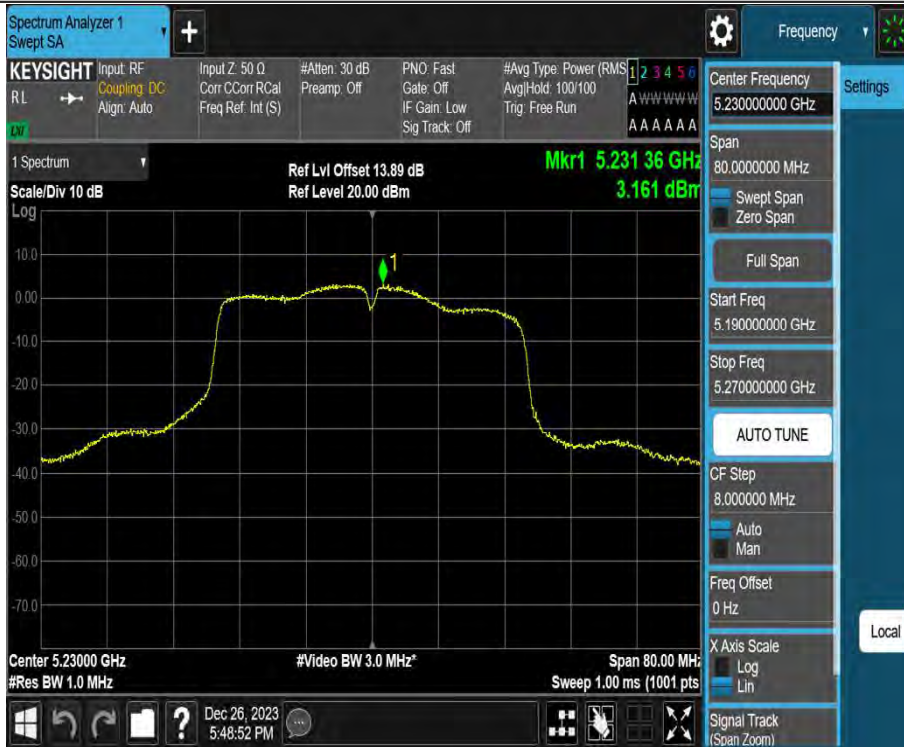 Spectrum Analyzer 1
Swept SA
+
Frequency
KEYSIGHT
RL
LXI
Input: RF
Coupling: DC
Align: Auto
Input Z: 50 Ω
Corr CCorr RCal
Freq Ref: Int (S)
#Atten: 30 dB
Preamp: Off
PNO: Fast
Gate: Off
IF Gain: Low
Sig Track: Off
#Avg Type: Power (RMS
Avg|Hold: 100/100
Trig: Free Run
1 2 3 4 5 6
A W W W W W
A A A A A A
1 Spectrum
Scale/Div 10 dB
Log
Ref Lvl Offset 13.89 dB
Ref Level 20.00 dBm
Mkr1 5.231 36 GHz
3.161 dBm
1
10.0
0.00
-10.0
-20.0
-30.0
-40.0
-50.0
-60.0
-70.0
Center 5.23000 GHz
#Res BW 1.0 MHz
#Video BW 3.0 MHz*
Span 80.00 MHz
Sweep 1.00 ms (1001 pts
Dec 26, 2023
5:48:52 PM
Center Frequency
5.230000000 GHz
Span
80.0000000 MHz
Swept Span
Zero Span
Full Span
Start Freq
5.190000000 GHz
Stop Freq
5.270000000 GHz
AUTO TUNE
CF Step
8.000000 MHz
Auto
Man
Freq Offset
0 Hz
X Axis Scale
Log
Lin
Signal Track
(Span Zoom)
Settings
Local